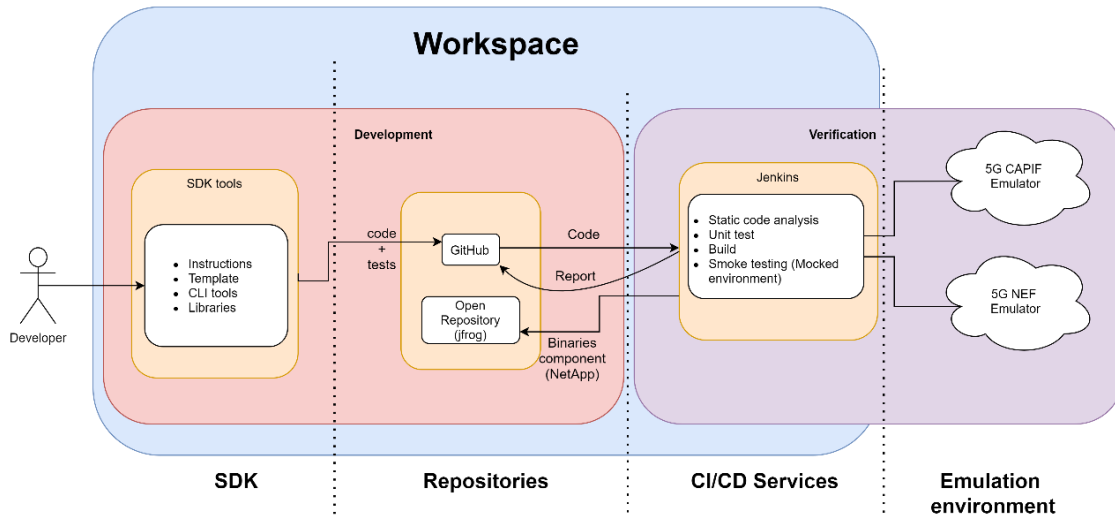 Workspace
Development
Verification
SDK tools
Instructions
Template
CLI tools
Libraries
Developer
code
+
tests
GitHub
Open
Repository
(jfrog)
Code
Report
Binaries
component
(NetApp)
Jenkins
Static code analysis
Unit test
Build
Smoke testing (Mocked
environment)
5G CAPIF
Emulator
5G NEF
Emulator
SDK
Repositories
CI/CD Services
Emulation
environment